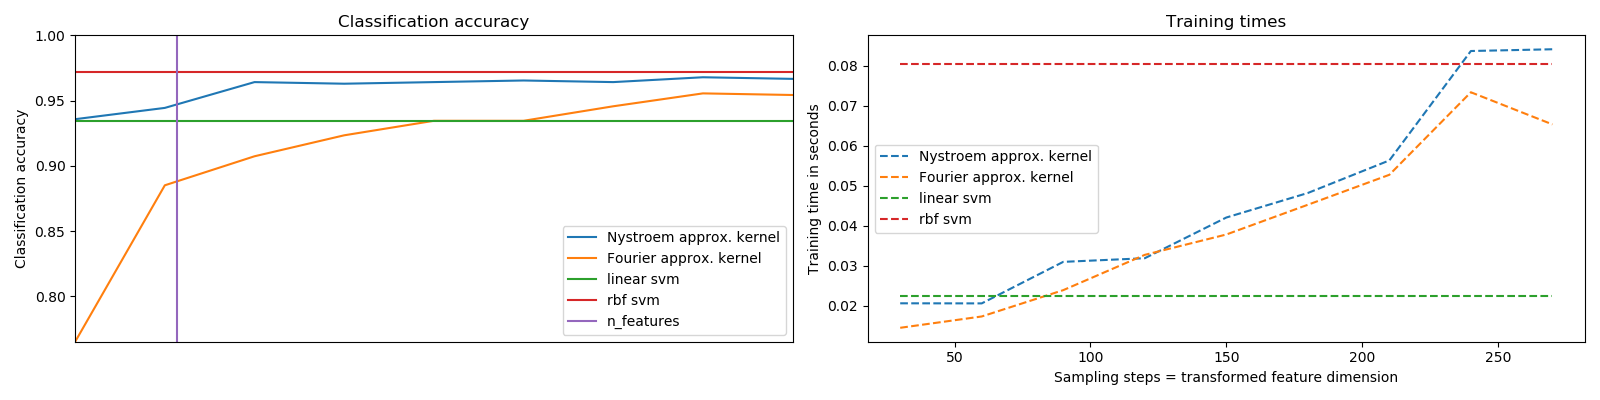 Classification accuracy
Classification accuracy
1.00
0.95
0.90
0.85
0.80
Nystroem approx. kernel
Fourier approx. kernel
linear svm
rbf svm
n_features
Training times
Training time in seconds
0.08
0.07
0.06
0.05
0.04
0.03
0.02
Nystroem approx. kernel
Fourier approx. kernel
linear svm
rbf svm
50 100 150 200 250
Sampling steps = transformed feature dimension